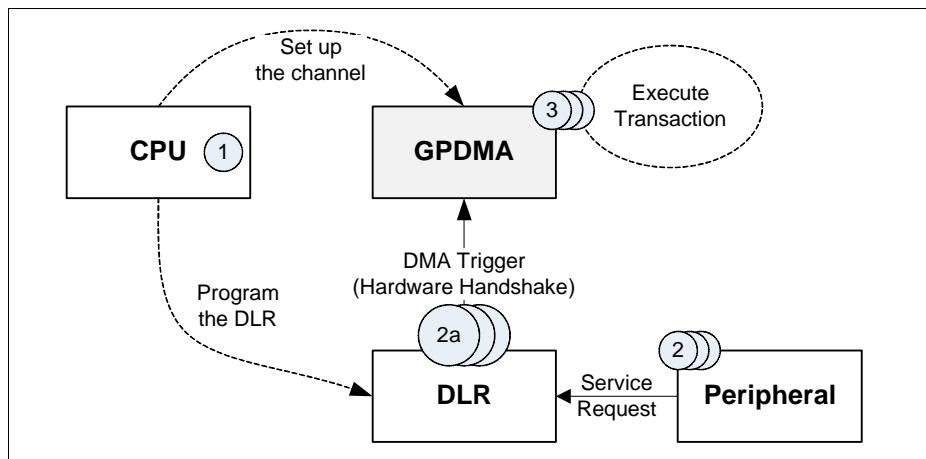 Set up
the channel
CPU
1
GPDMA
3
Execute
Transaction
DMA Trigger
(Hardware Handshake)
Program
the DLR
2a
DLR
Service
Request
2
Peripheral